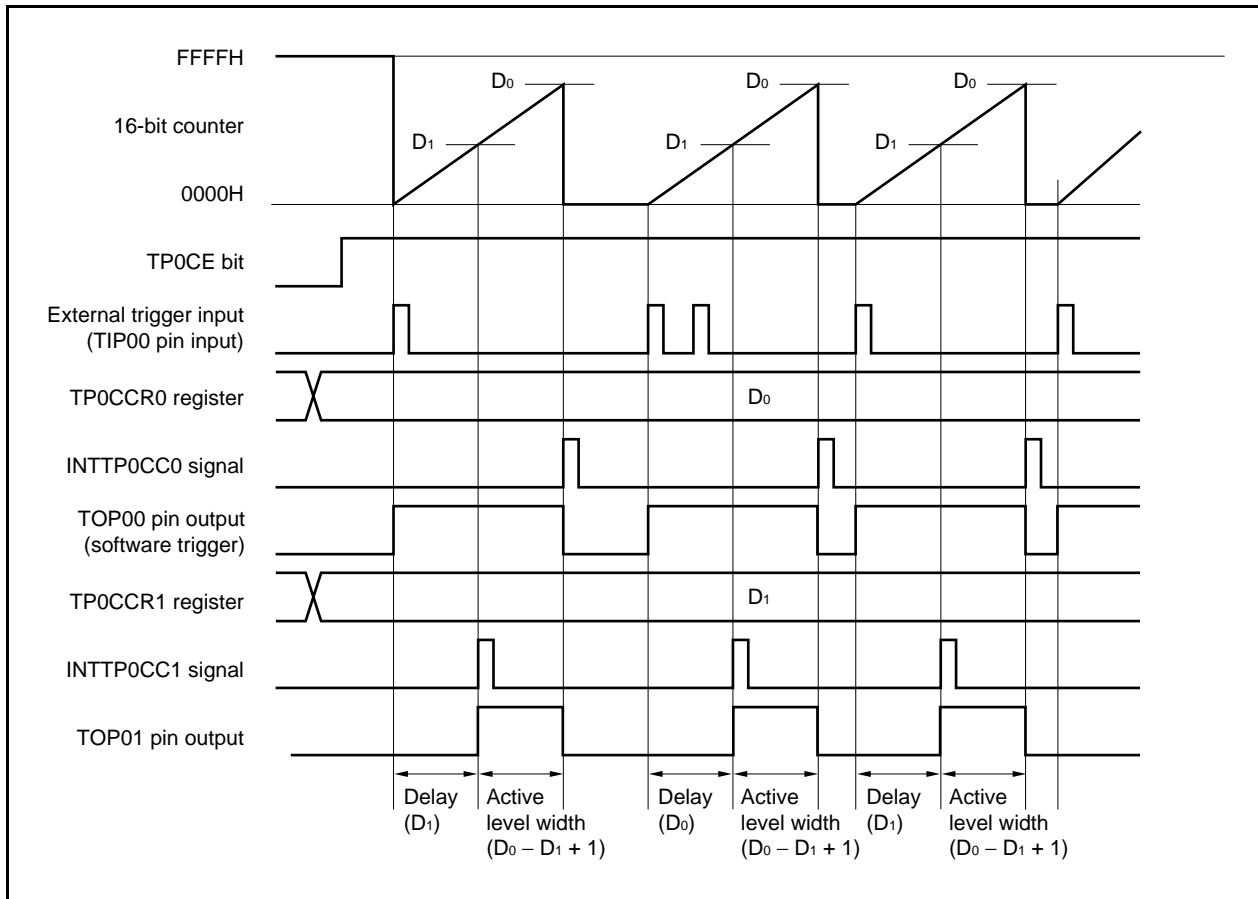 FFFFH
D0 D0 D0
16-bit counter
D1 D1 D1
0000H
TP0CE bit
External trigger input
(TIP00 pin input)
TP0CCR0 register D0
INTTP0CC0 signal
TOP00 pin output
(software trigger)
TP0CCR1 register D1
INTTP0CC1 signal
TOP01 pin output
Delay Active Delay Active Delay Active
(D1) level width (D0) level width (D1) level width
(D0 − D1 + 1) (D0 − D1 + 1) (D0 − D1 + 1)